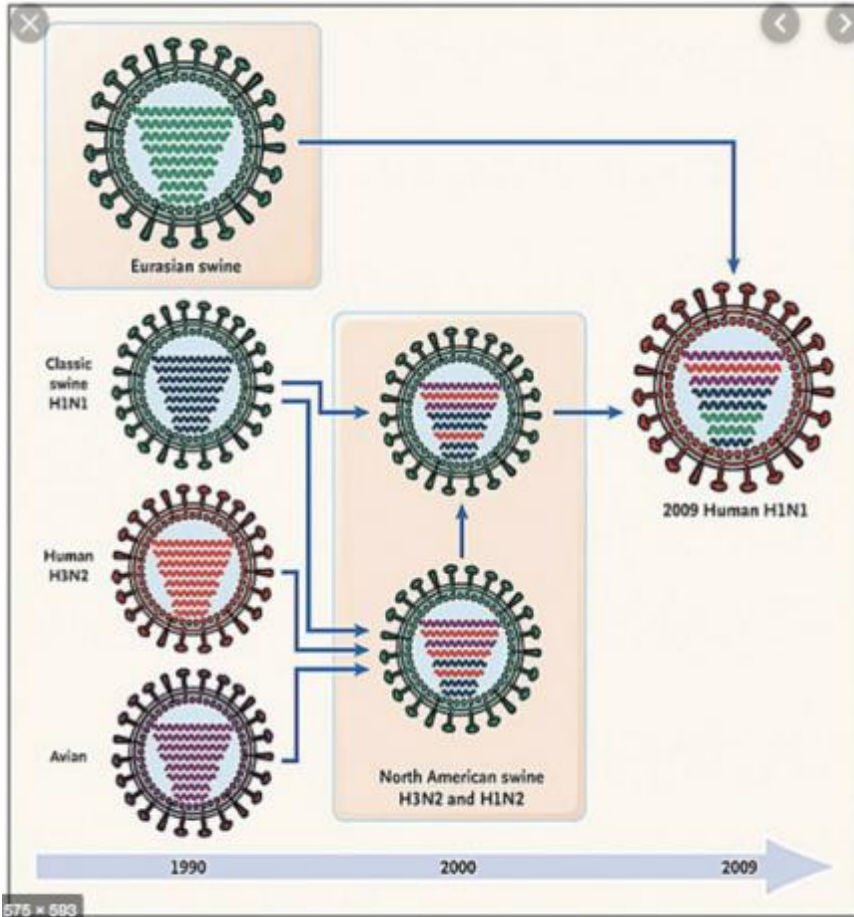 Eurasian swine
Classic
swine
H1N1
Human
H3N2
Avian
North American swine
H3N2 and H1N2
2009 Human H1N1
1990
2000
2009
575 × 593